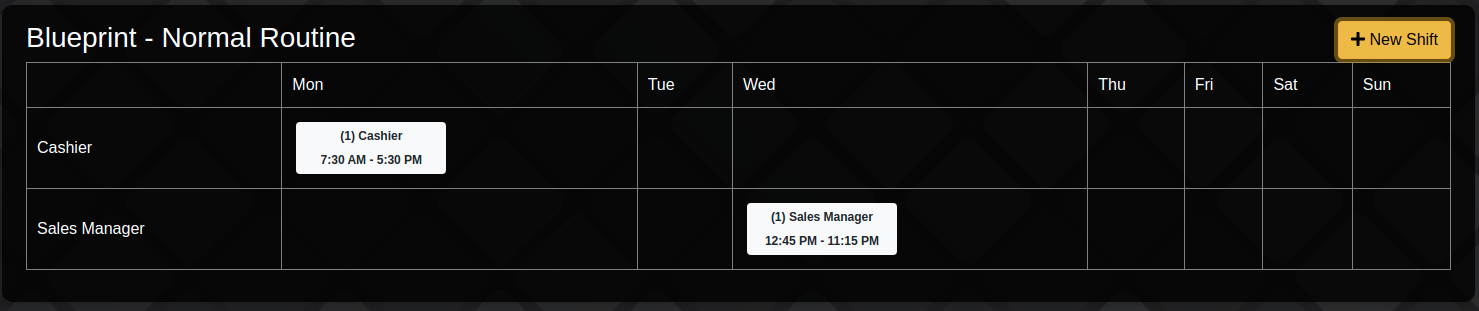 Blueprint - Normal Routine
New Shift
Mon Tue Wed Thu Fri Sat Sun
Cashier
(1) Cashier
7:30 AM - 5:30 PM
Sales Manager
(1) Sales Manager
12:45 PM - 11:15 PM